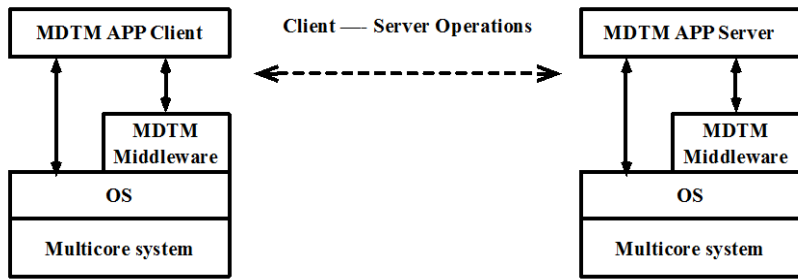 MDTM APP Client
Client —- Server Operations
MDTM APP Server
MDTM
Middleware
MDTM
Middleware
OS
OS
Multicore system
Multicore system